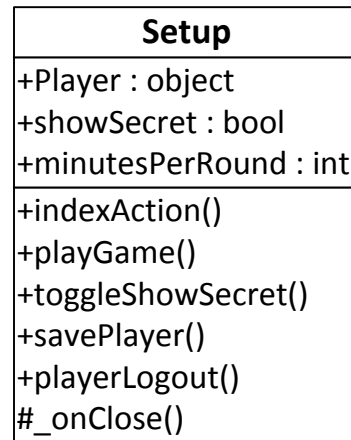 Setup
+Player : object
+showSecret : bool
+minutesPerRound : int
+indexAction()
+playGame()
+toggleShowSecret()
+savePlayer()
+playerLogout()
#_onClose()